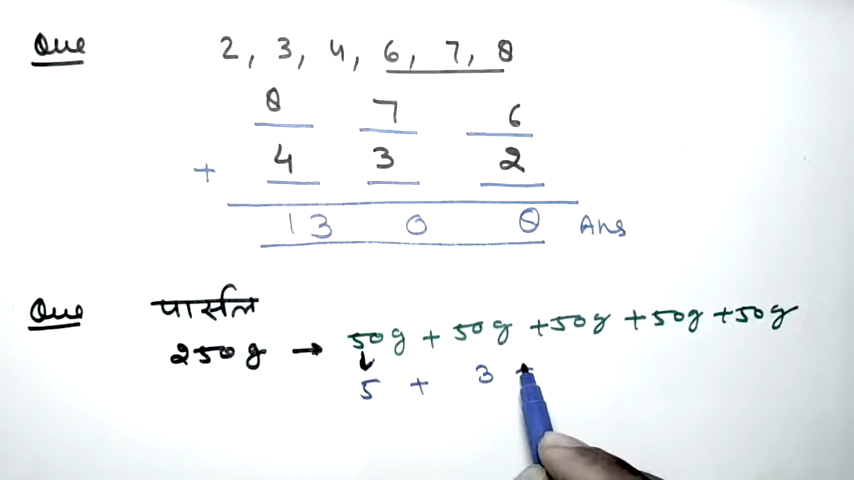 Que 2, 3, 4, 6, 7, 8
8 7 6
+ 4 3 2
13 0 8 Ans
Que पार्सल
250g → 50g + 50g + 50g + 50g + 50g
5 + 3